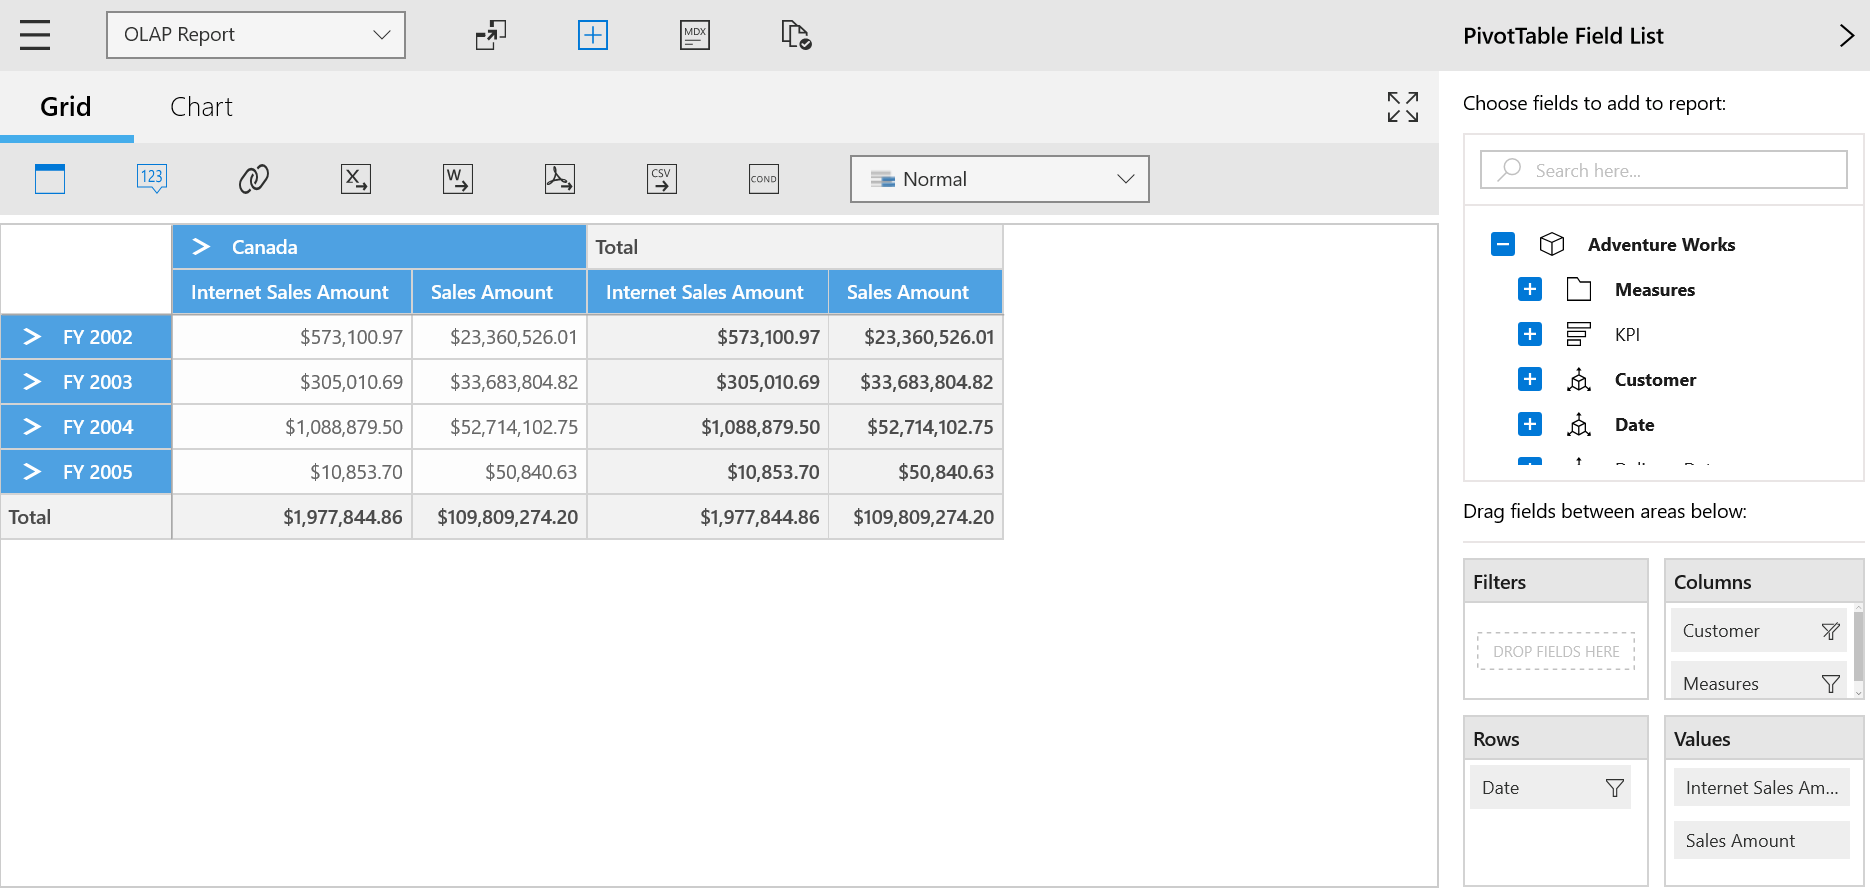 OLAP Report
MDX
PivotTable Field List
Grid
Chart
Choose fields to add to report:
123
X
W
CSV
COND
Normal
Search here...
Adventure Works
Measures
KPI
Customer
Date
Canada
Total
Internet Sales Amount
Sales Amount
Internet Sales Amount
Sales Amount
FY 2002
$573,100.97
$23,360,526.01
$573,100.97
$23,360,526.01
FY 2003
$305,010.69
$33,683,804.82
$305,010.69
$33,683,804.82
FY 2004
$1,088,879.50
$52,714,102.75
$1,088,879.50
$52,714,102.75
FY 2005
$10,853.70
$50,840.63
$10,853.70
$50,840.63
Total
$1,977,844.86
$109,809,274.20
$1,977,844.86
$109,809,274.20
Drag fields between areas below:
Filters
DROP FIELDS HERE
Columns
Customer
Measures
Rows
Date
Values
Internet Sales Am...
Sales Amount